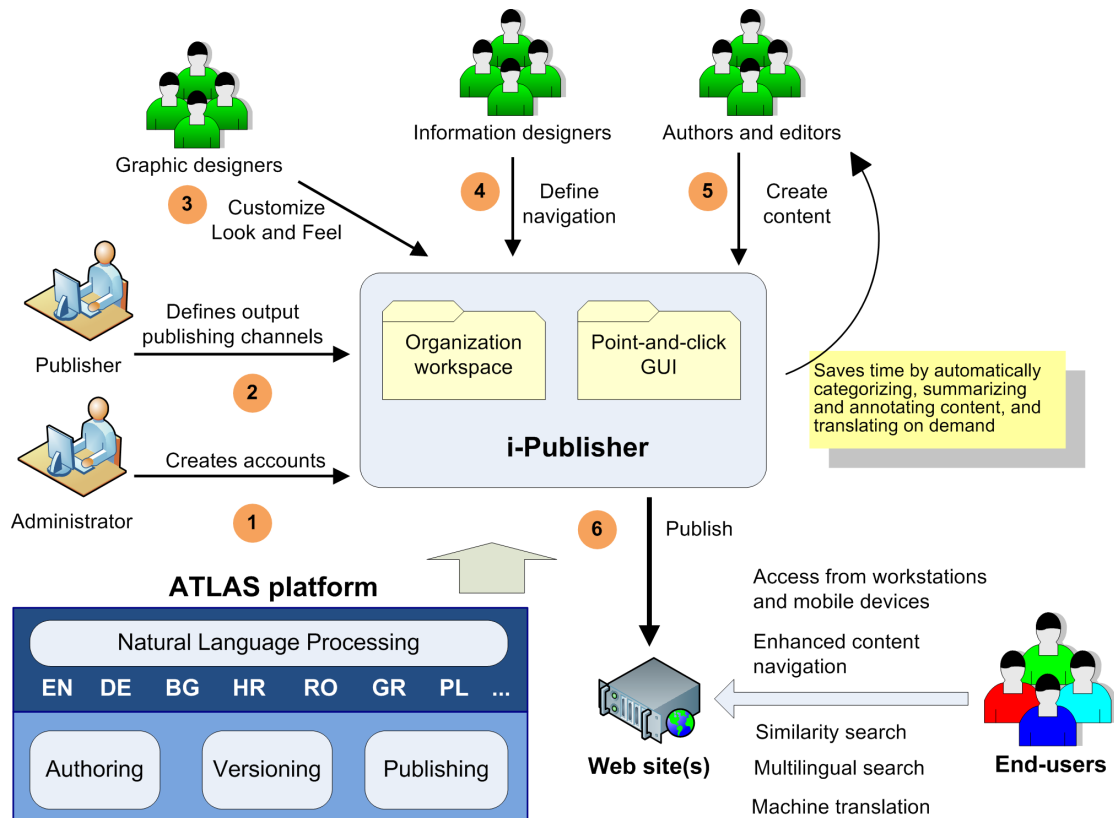 Graphic designers
Information designers
Authors and editors
3
Customize
Look and Feel
4
Define
navigation
5
Create
content
Publisher
Defines output
publishing channels
2
Organization
workspace
Point-and-click
GUI
i-Publisher
Saves time by automatically
categorizing, summarizing
and annotating content, and
translating on demand
Administrator
Creates accounts
1
6
Publish
ATLAS platform
Natural Language Processing
EN DE BG HR RO GR PL ...
Authoring
Versioning
Publishing
Web site(s)
Access from workstations
and mobile devices
Enhanced content
navigation
Similarity search
Multilingual search
Machine translation
End-users